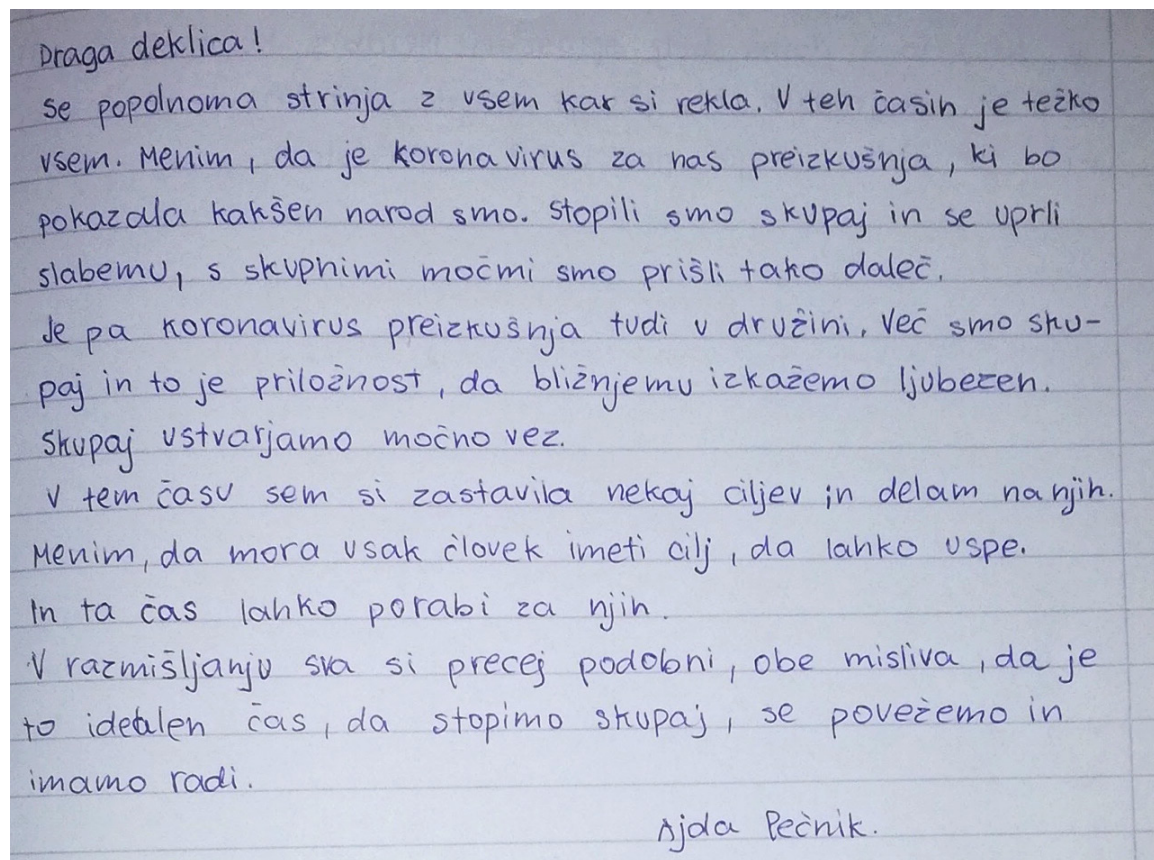 Draga deklica!
se popolnoma strinja z vsem kar si rekla. V teh časih je težko
vsem. Menim, da je koronavirus za nas preizkušnja, ki bo
pokazala kakšen narod smo. Stopili smo skupaj in se uprli
slabemu, s skupnimi močmi smo prišli tako daleč.
Je pa koronavirus preizkušnja tudi v družini. Več smo sku-
paj in to je priložnost, da bližnjemu izkažemo ljubezen.
Skupaj ustvarjamo močno vez.
V tem času sem si zastavila nekaj ciljev in delam na njih.
Menim, da mora vsak človek imeti cilj, da lahko uspe.
In ta čas lahko porabi za njih.
V razmišljanju sva si precej podobni, obe misliva, da je
to idealen čas, da stopimo skupaj, se povežemo in
imamo radi.
Ajda Pečnik.